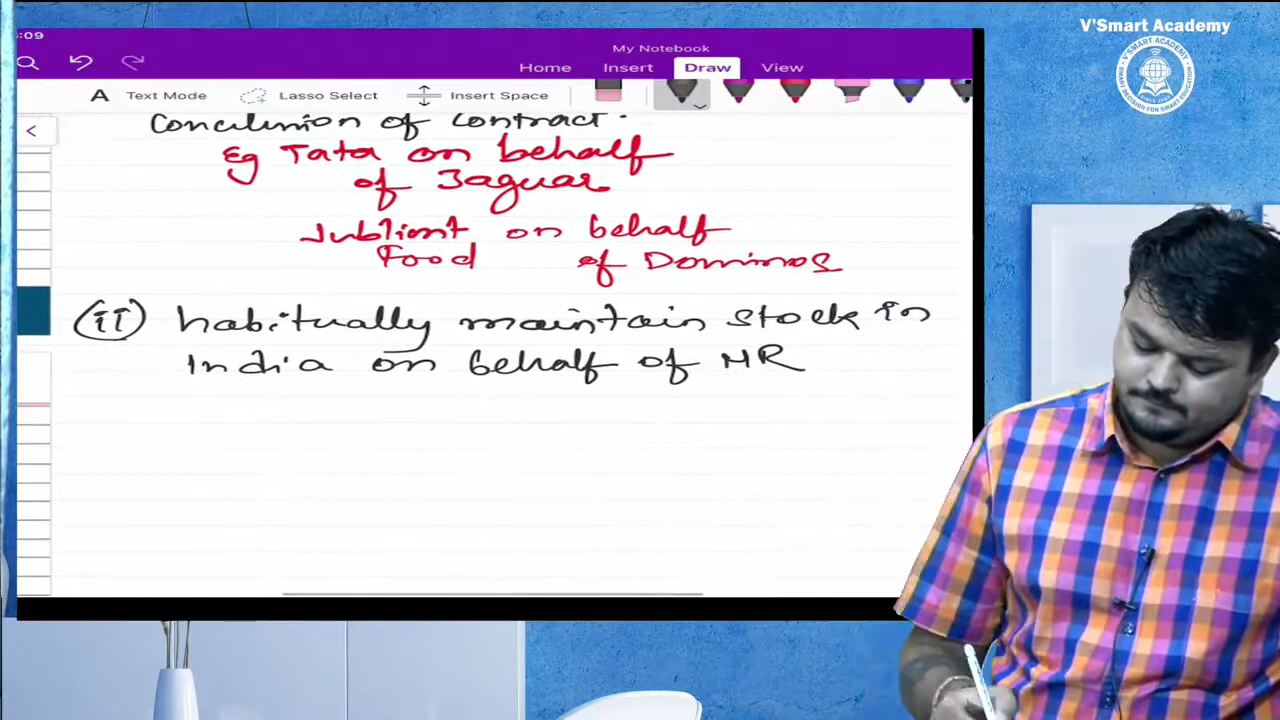 V'Smart Academy
:09
My Notebook
Home Insert Draw View
A Text Mode Lasso Select Insert Space
Conclusion of contract.
Eg Tata on behalf
of Jaguar
Jublient on behalf
Food of Dominos
(ii) habitually maintain stock in
India on behalf of NR